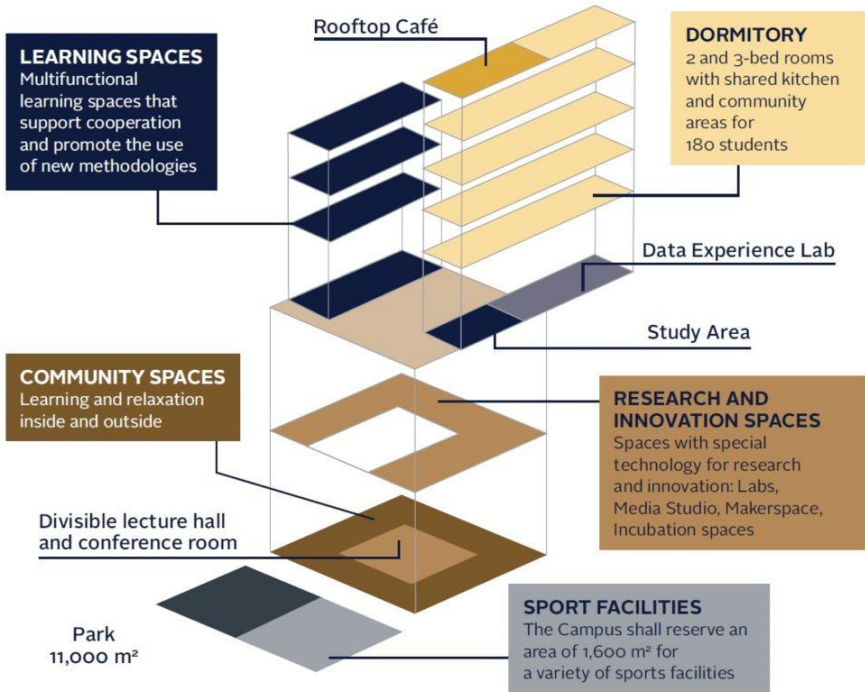 Rooftop Café
LEARNING SPACES
Multifunctional
learning spaces that
support cooperation
and promote the use
of new methodologies
DORMITORY
2 and 3-bed rooms
with shared kitchen
and community
areas for
180 students
Data Experience Lab
Study Area
COMMUNITY SPACES
Learning and relaxation
inside and outside
RESEARCH AND
INNOVATION SPACES
Spaces with special
technology for research
and innovation: Labs,
Media Studio, Makerspace,
Incubation spaces
Divisible lecture hall
and conference room
Park
11,000 m²
SPORT FACILITIES
The Campus shall reserve an
area of 1,600 m² for
a variety of sports facilities